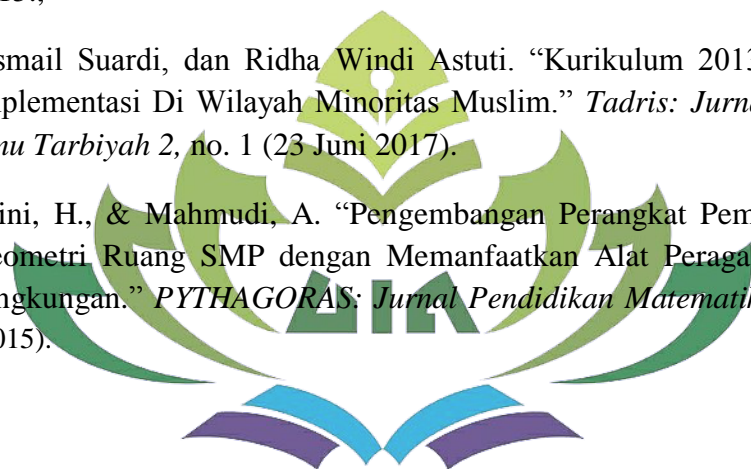 smail Suardi, dan Ridha Windi Astuti. “Kurikulum 2013
nplementasi Di Wilayah Minoritas Muslim.” Tadris: Jurna
nu Tarbiyah 2, no. 1 (23 Juni 2017).
ini, H., & Mahmudi, A. “Pengembangan Perangkat Pem
eometri Ruang SMP dengan Memanfaatkan Alat Peraga
ngkungan.” PYTHAGORAS: Jurnal Pendidikan Matematik
UIN
015).